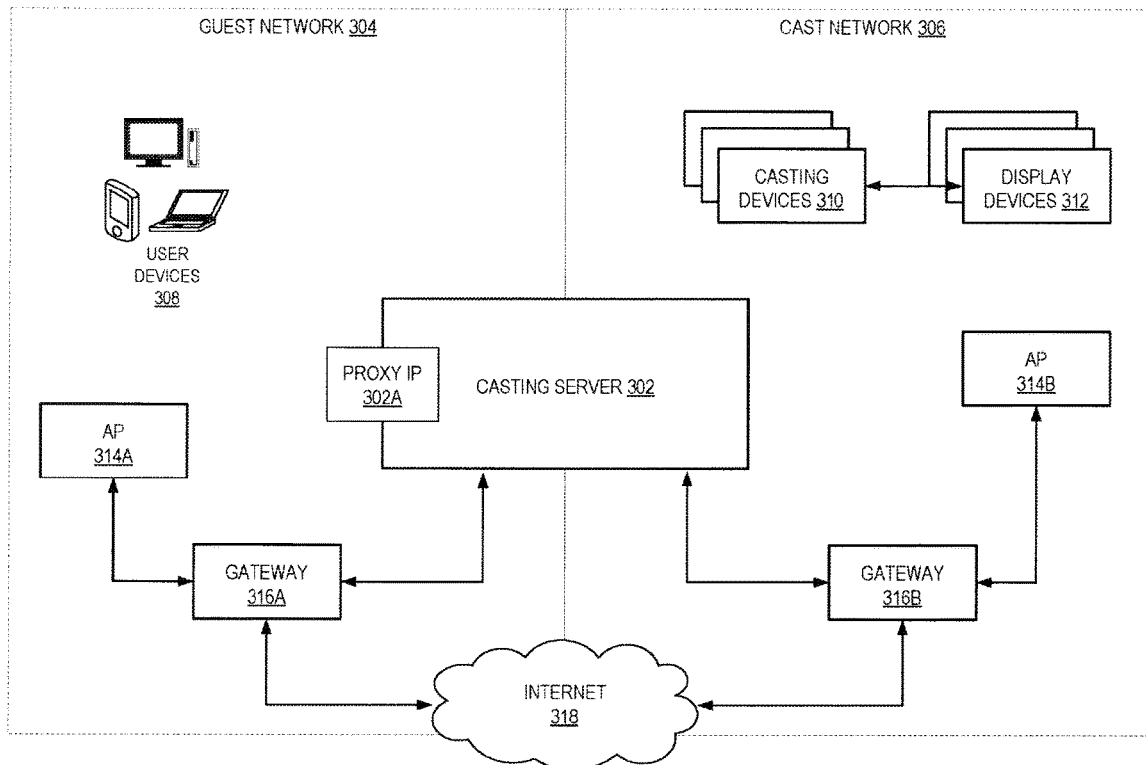 GUEST NETWORK 304
CAST NETWORK 306
USER
DEVICES
308
CASTING
DEVICES 310
DISPLAY
DEVICES 312
PROXY IP
302A
CASTING SERVER 302
AP
314A
AP
314B
GATEWAY
316A
GATEWAY
316B
INTERNET
318